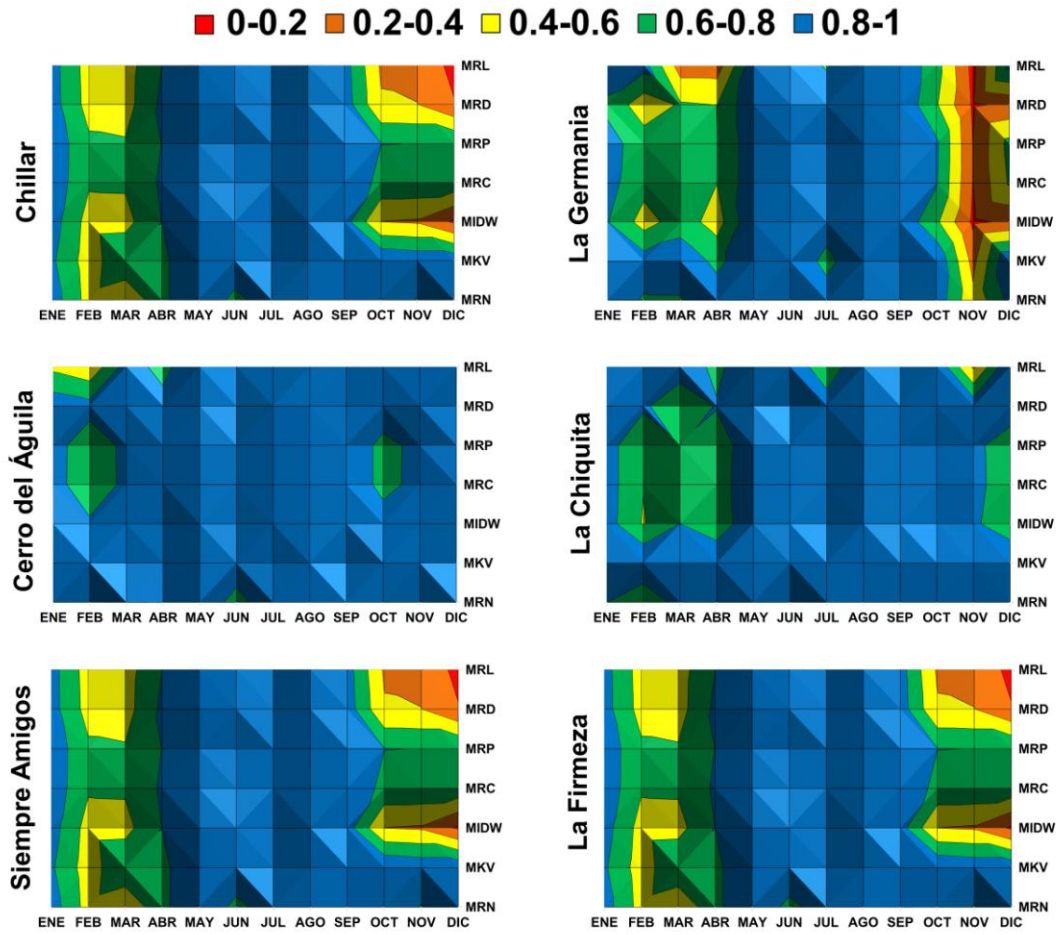 0-0.2 0.2-0.4 0.4-0.6 0.6-0.8 0.8-1
Chillar
MRL
MRD
MRP
MRC
MIDW
MKV
MRN
ENE FEB MAR ABR MAY JUN JUL AGO SEP OCT NOV DIC
La Germania
MRL
MRD
MRP
MRC
MIDW
MKV
MRN
ENE FEB MAR ABR MAY JUN JUL AGO SEP OCT NOV DIC
Cerro del Águila
MRL
MRD
MRP
MRC
MIDW
MKV
MRN
ENE FEB MAR ABR MAY JUN JUL AGO SEP OCT NOV DIC
La Chiquita
MRL
MRD
MRP
MRC
MIDW
MKV
MRN
ENE FEB MAR ABR MAY JUN JUL AGO SEP OCT NOV DIC
Siempre Amigos
MRL
MRD
MRP
MRC
MIDW
MKV
MRN
ENE FEB MAR ABR MAY JUN JUL AGO SEP OCT NOV DIC
La Firmeza
MRL
MRD
MRP
MRC
MIDW
MKV
MRN
ENE FEB MAR ABR MAY JUN JUL AGO SEP OCT NOV DIC